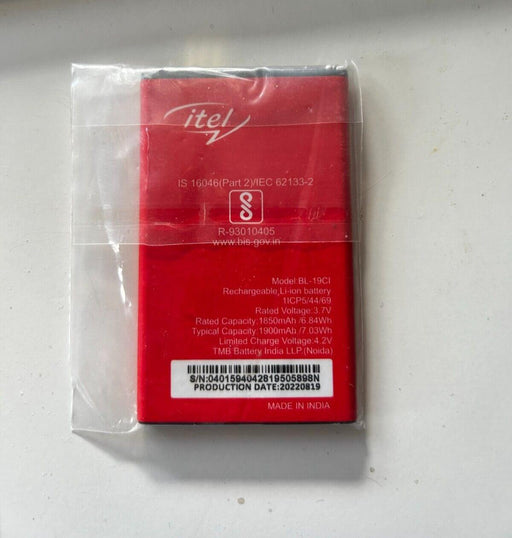 itel
IS 16046(Part 2)/IEC 62133-2
R-93010405
www.bis.gov.in
Model:BL-19CI
Rechargeable,Li-ion battery
1ICP5/44/69
Rated Voltage:3.7V
Rated Capacity:1850mAh /6.84Wh
Typical Capacity:1900mAh /7.03Wh
Limited Charge Voltage:4.2V
TMB Battery India LLP.(Noida)
S/N:0401594042819505898N
PRODUCTION DATE:20220819
MADE IN INDIA